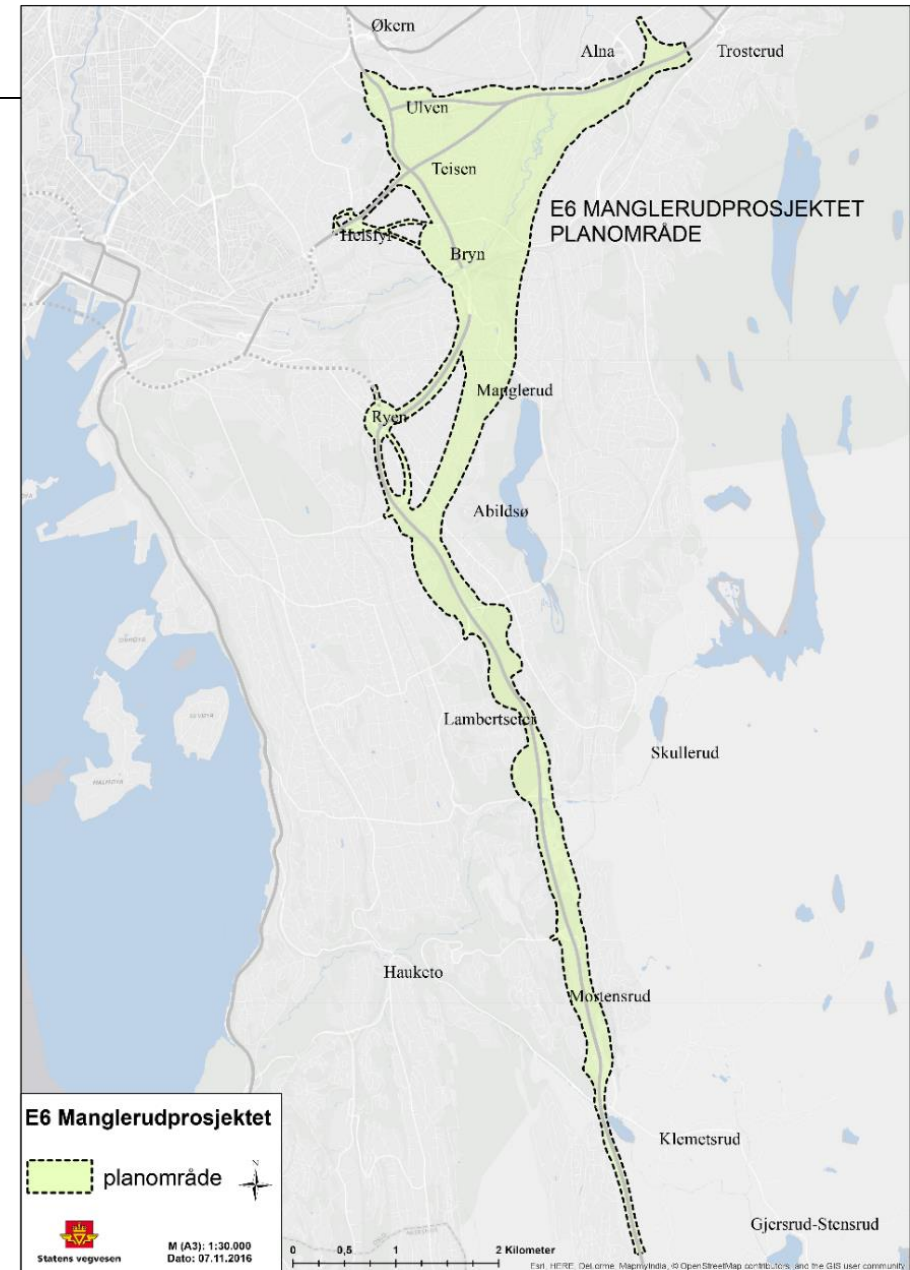 Økern
Alna
Trosterud
Ulven
Teisen
E6 MANGLERUDPROSJEKTET
PLANOMRÅDE
Helsfyr
Bryn
Manglerud
Ryen
Abildsø
Lambertseter
Skullerud
Hauketo
Mortensrud
Klemetsrud
Gjersrud-Stensrud
E6 Manglerudprosjektet
planområde
N
Statens vegvesen
M (A3): 1:30.000
Dato: 07.11.2016
0 0,5 1 2 Kilometer
Esri, HERE, DeLorme, MapmyIndia, © OpenStreetMap contributors, and the GIS user community